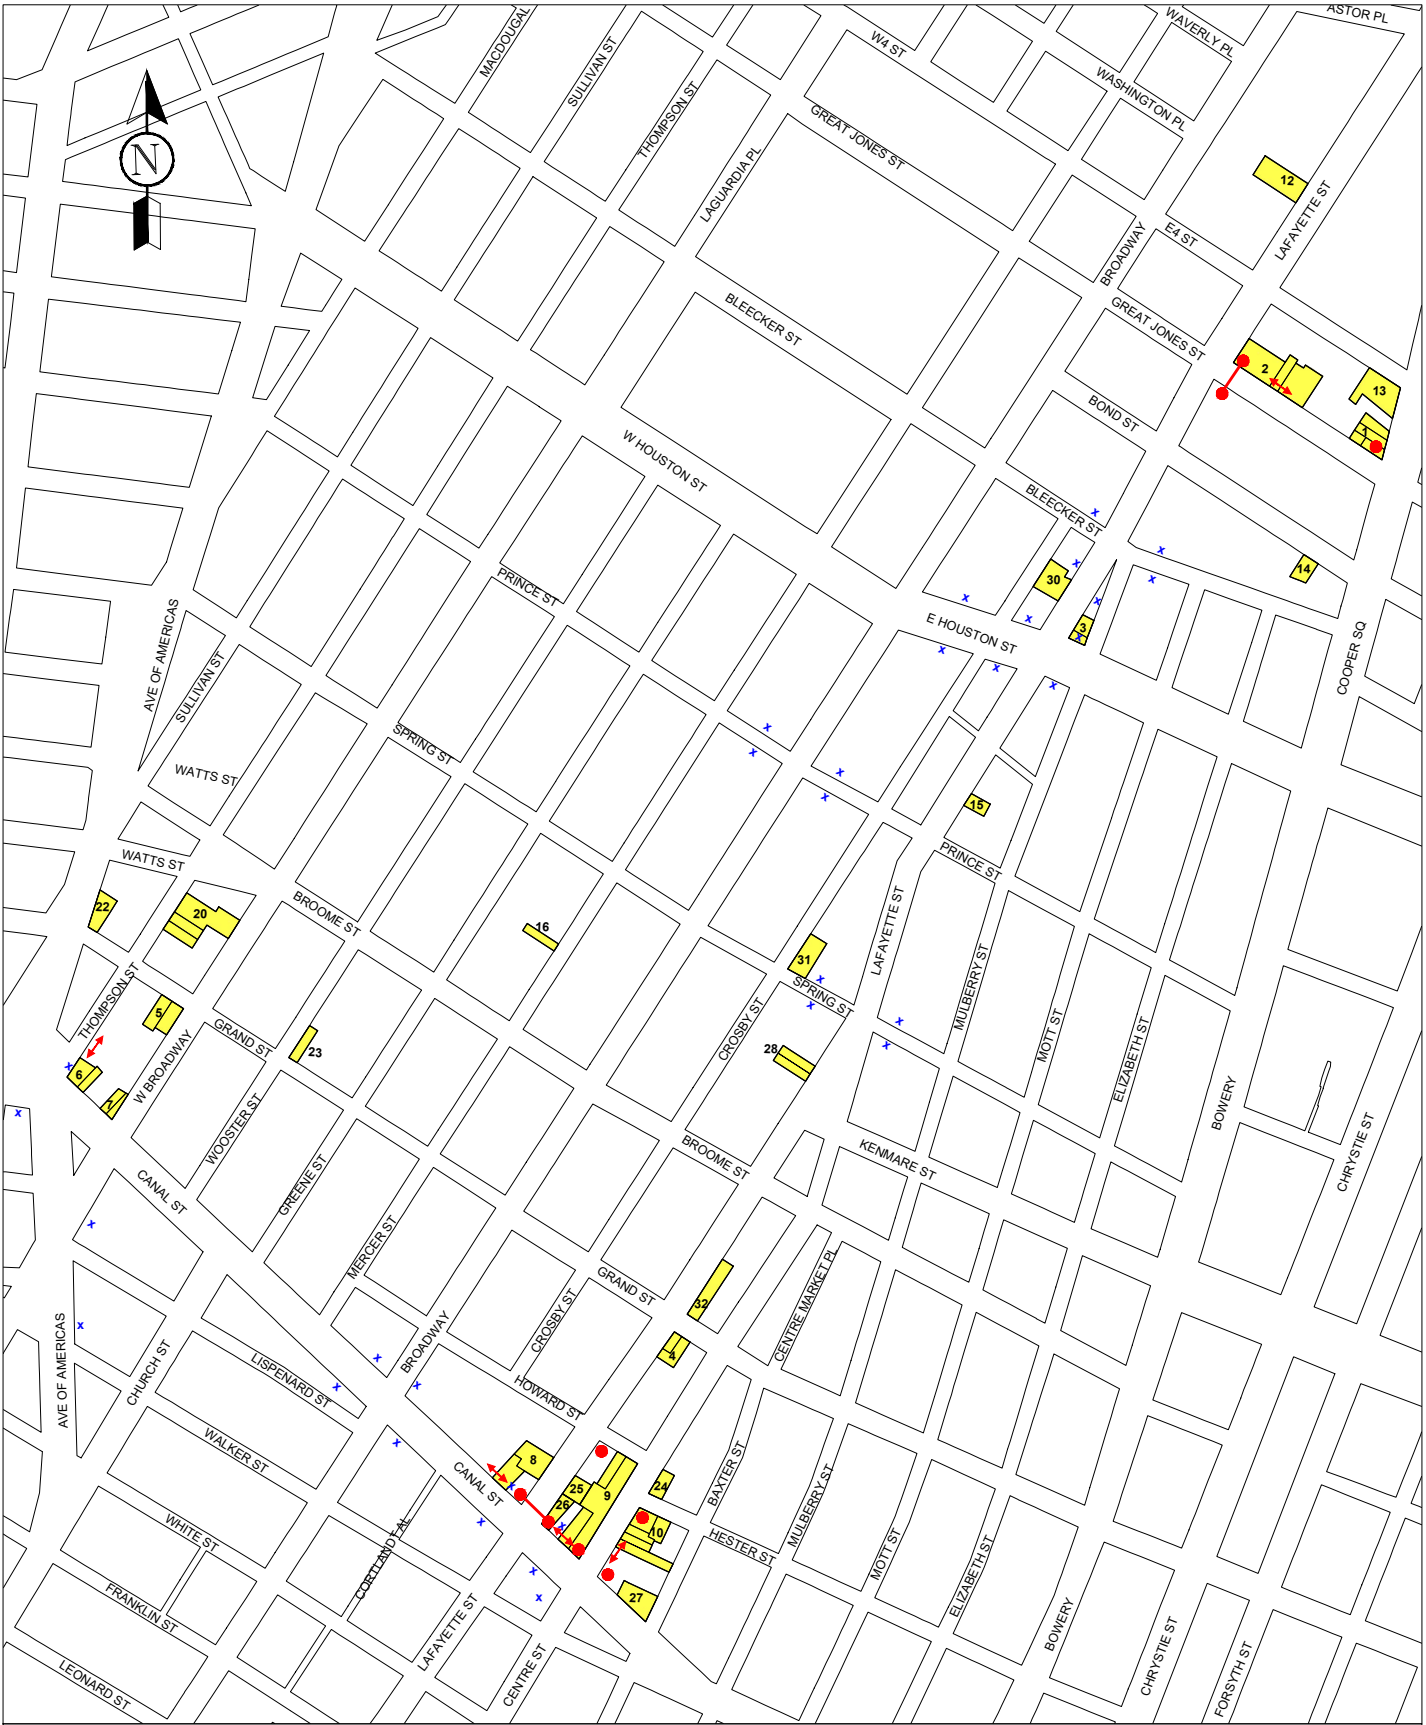 ASTOR PL
MACDOUGAL
WAVERLY PL
SULLIVAN ST
W4 ST
WASHINGTON PL
THOMPSON ST
GREAT JONES ST
LAGUARDIA PL
N
12
LAFAYETTE ST
E4 ST
BROADWAY
BLEECKER ST
GREAT JONES ST
2
13
BOND ST
1
W HOUSTON ST
BLEECKER ST
x
x
x
30
14
x
PRINCE ST
x
x
x
E HOUSTON ST
3
x
AVE OF AMERICAS
SULLIVAN ST
COOPER SQ
x
x
x
SPRING ST
x
x
WATTS ST
x
x
15
WATTS ST
PRINCE ST
22
20
BROOME ST
16
LAFAYETTE ST
31
x
SPRING ST
x
MULBERRY ST
THOMPSON ST
5
GRAND ST
CROSBY ST
x
x
MOTT ST
ELIZABETH ST
23
28
W BROADWAY
x
6
7
BOWERY
CHRYSTIE ST
x
WOOSTER ST
BROOME ST
KENMARE ST
CANAL ST
GREENE ST
x
MERCER ST
GRAND ST
32
CENTRE MARKET PL
x
AVE OF AMERICAS
CROSBY ST
BROADWAY
4
x
CHURCH ST
LISPENARD ST
x
x
HOWARD ST
WALKER ST
x
8
CANAL ST
x
25
9
24
BAXTER ST
26
x
MULBERRY ST
WHITE ST
x
10
HESTER ST
CORTLAND AL
MOTT ST
ELIZABETH ST
x
x
27
FRANKLIN ST
LAFAYETTE ST
BOWERY
CENTRE ST
CHRYSTIE ST
FORSYTH ST
LEONARD ST